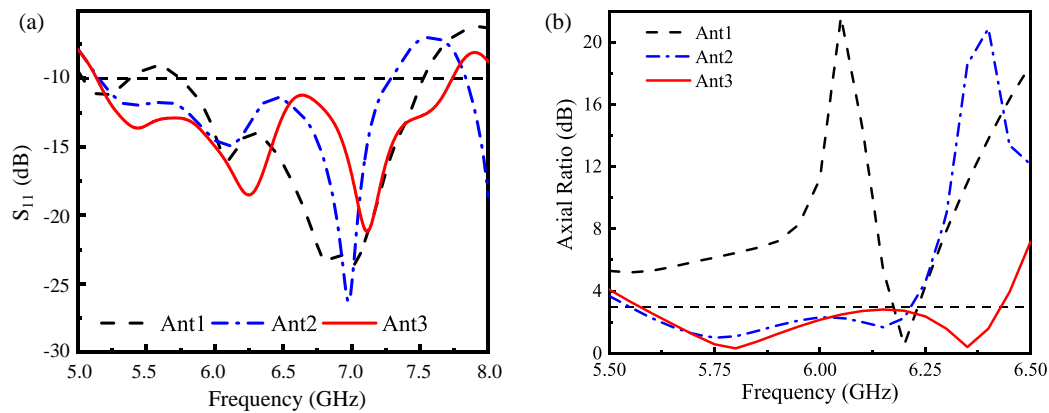 (a)
S11 (dB)
-10
-15
-20
-25
-30
Ant1 Ant2 Ant3
5.0 5.5 6.0 6.5 7.0 7.5 8.0
Frequency (GHz)
(b)
Axial Ratio (dB)
20
16
12
8
4
0
Ant1
Ant2
Ant3
5.50 5.75 6.00 6.25 6.50
Frequency (GHz)